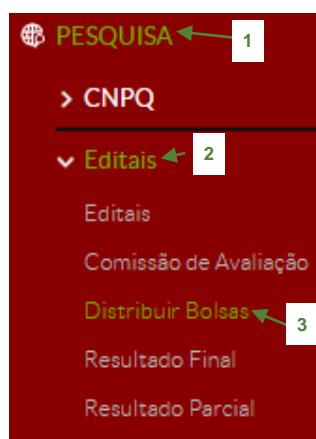 PESQUISA 1
CNPQ
Editais 2
Editais
Comissão de Avaliação
Distribuir Bolsas 3
Resultado Final
Resultado Parcial